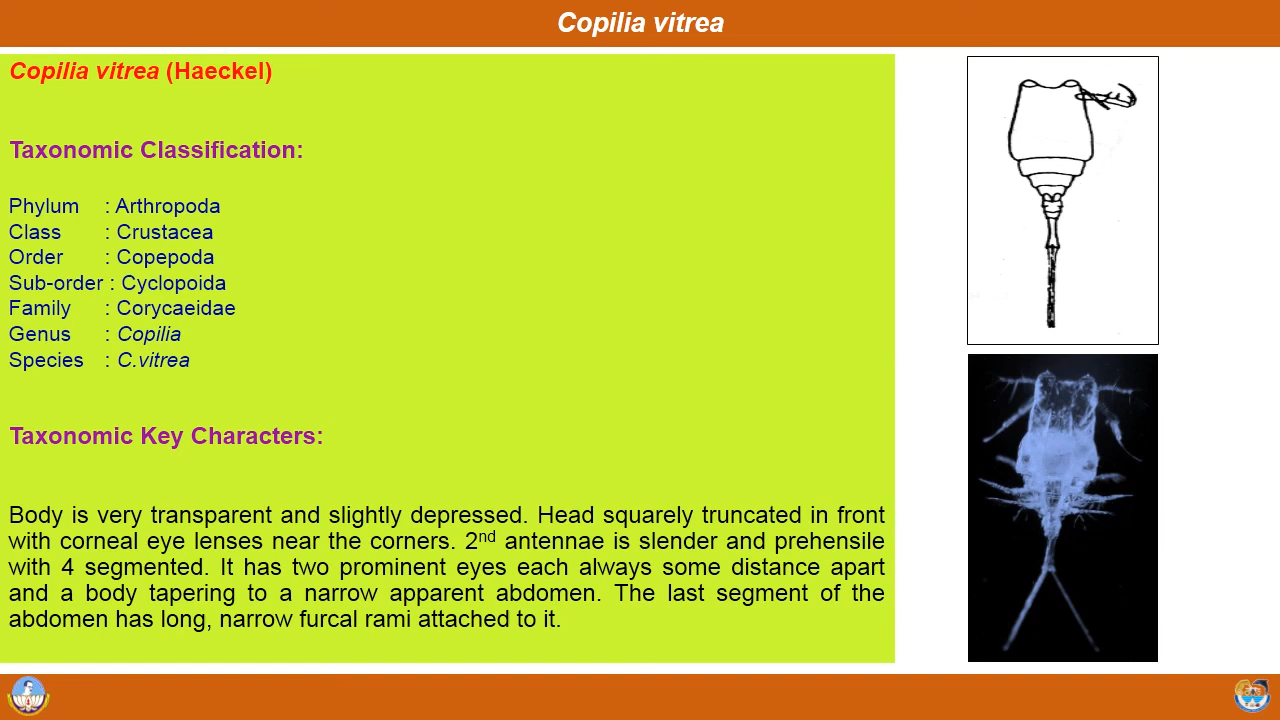 Copilia vitrea
Copilia vitrea (Haeckel)
Taxonomic Classification:
Phylum : Arthropoda
Class : Crustacea
Order : Copepoda
Sub-order : Cyclopoida
Family : Corycaeidae
Genus : Copilia
Species : C.vitrea
Taxonomic Key Characters:
Body is very transparent and slightly depressed. Head squarely truncated in front
with corneal eye lenses near the corners. 2nd antennae is slender and prehensile
with 4 segmented. It has two prominent eyes each always some distance apart
and a body tapering to a narrow apparent abdomen. The last segment of the
abdomen has long, narrow furcal rami attached to it.